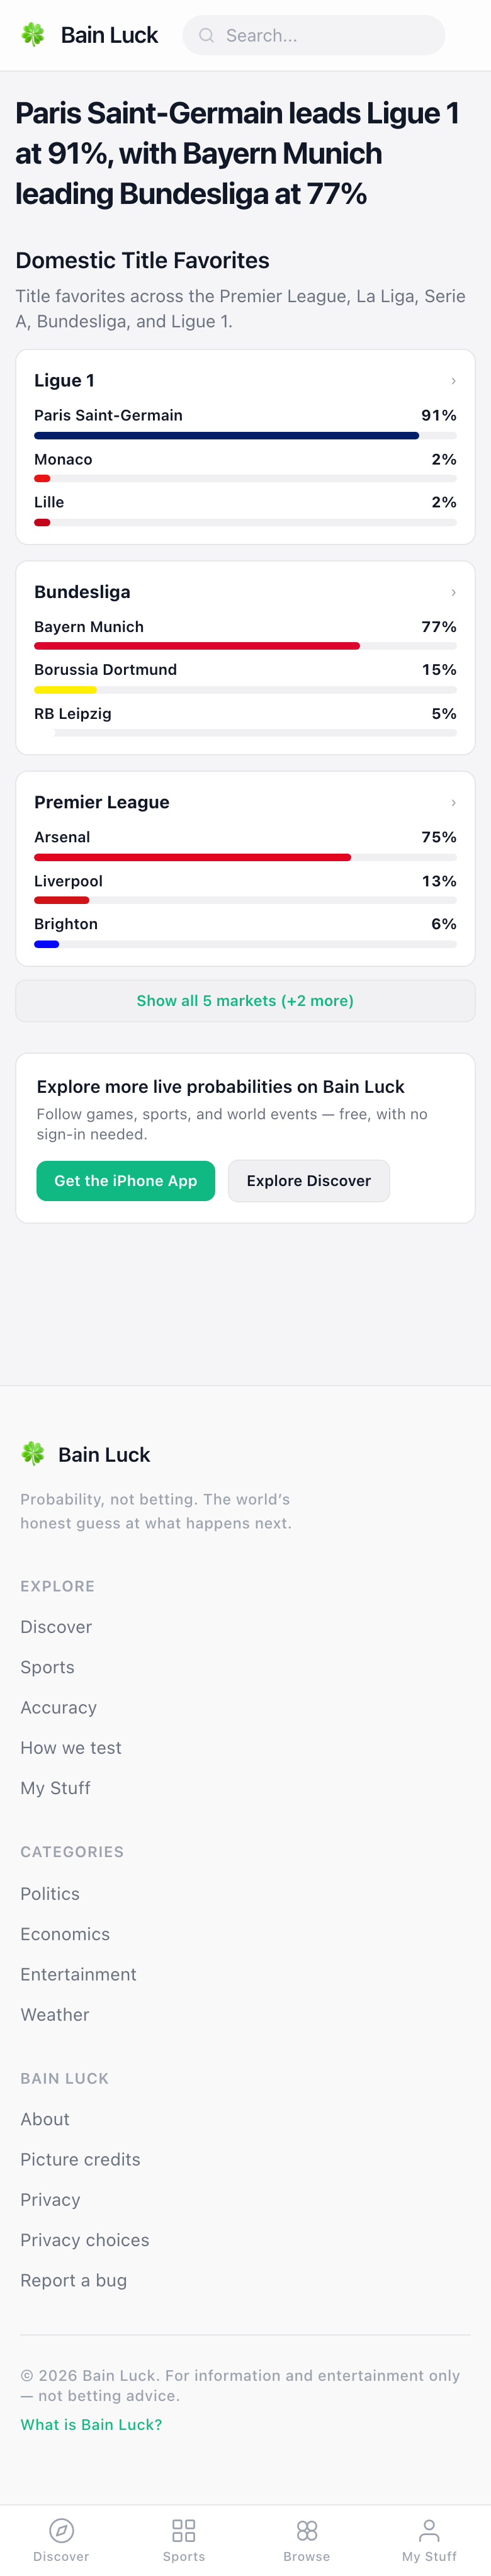 Bain Luck
Search...
Paris Saint-Germain leads Ligue 1
at 91%, with Bayern Munich
leading Bundesliga at 77%
Domestic Title Favorites
Title favorites across the Premier League, La Liga, Serie
A, Bundesliga, and Ligue 1.
Ligue 1 ›
Paris Saint-Germain 91%
Monaco 2%
Lille 2%
Bundesliga ›
Bayern Munich 77%
Borussia Dortmund 15%
RB Leipzig 5%
Premier League ›
Arsenal 75%
Liverpool 13%
Brighton 6%
Show all 5 markets (+2 more)
Explore more live probabilities on Bain Luck
Follow games, sports, and world events — free, with no
sign-in needed.
Get the iPhone App
Explore Discover
Bain Luck
Probability, not betting. The world’s
honest guess at what happens next.
EXPLORE
Discover
Sports
Accuracy
How we test
My Stuff
CATEGORIES
Politics
Economics
Entertainment
Weather
BAIN LUCK
About
Picture credits
Privacy
Privacy choices
Report a bug
© 2026 Bain Luck. For information and entertainment only
— not betting advice.
What is Bain Luck?
Discover
Sports
Browse
My Stuff